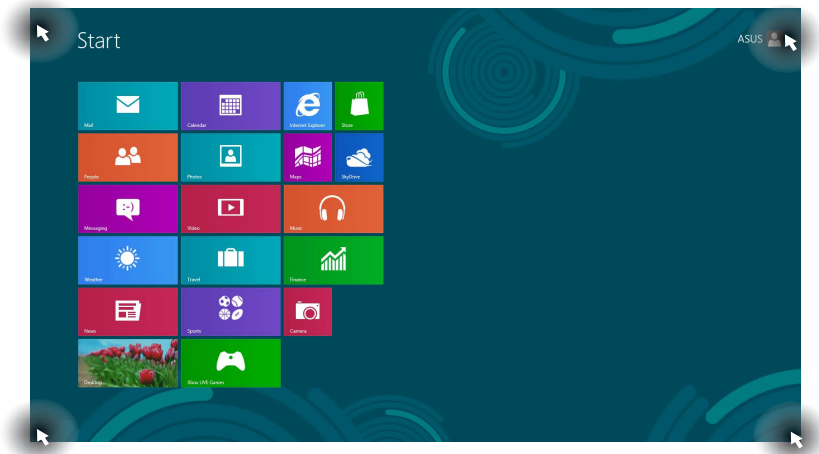 Start
ASUS
Mail
Calendar
Internet Explorer
Store
People
Photos
Maps
SkyDrive
Messaging
:-)
Video
Music
Weather
Travel
Finance
News
Sports
Camera
Desktop
Xbox LIVE Games